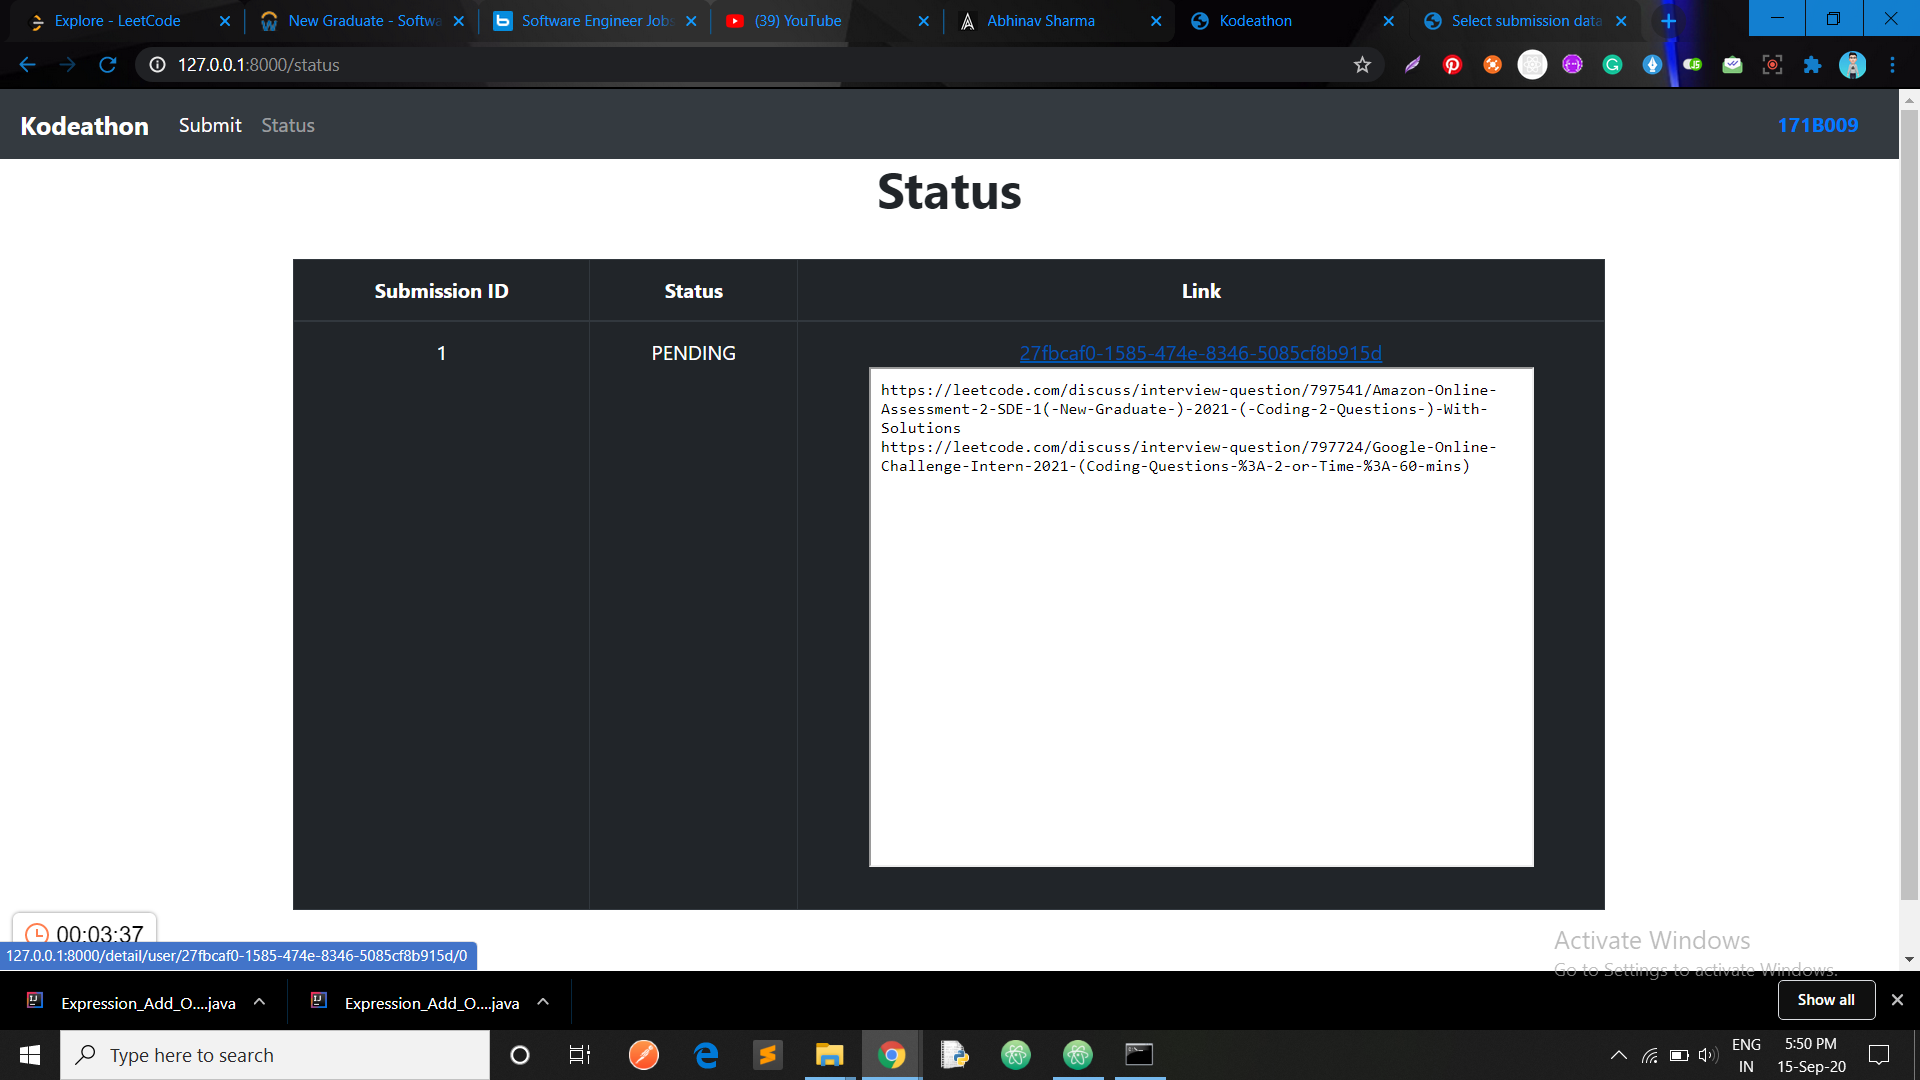 Explore - LeetCode
New Graduate - Softwa
Software Engineer Jobs
(39) YouTube
Abhinav Sharma
Kodeathon
Select submission data
127.0.0.1:8000/status
Kodeathon
Submit
Status
171B009
Status
Submission ID
Status
Link
1
PENDING
27fbcaf0-1585-474e-8346-5085cf8b915d
https://leetcode.com/discuss/interview-question/797541/Amazon-Online-
Assessment-2-SDE-1(-New-Graduate-)-2021-(-Coding-2-Questions-)-With-
Solutions
https://leetcode.com/discuss/interview-question/797724/Google-Online-
Challenge-Intern-2021-(Coding-Questions-%3A-2-or-Time-%3A-60-mins)
00:03:37
127.0.0.1:8000/detail/user/27fbcaf0-1585-474e-8346-5085cf8b915d/0
Activate Windows
Go to Settings to activate Windows.
Expression_Add_O....java
Expression_Add_O....java
Show all
Type here to search
ENG
IN
5:50 PM
15-Sep-20